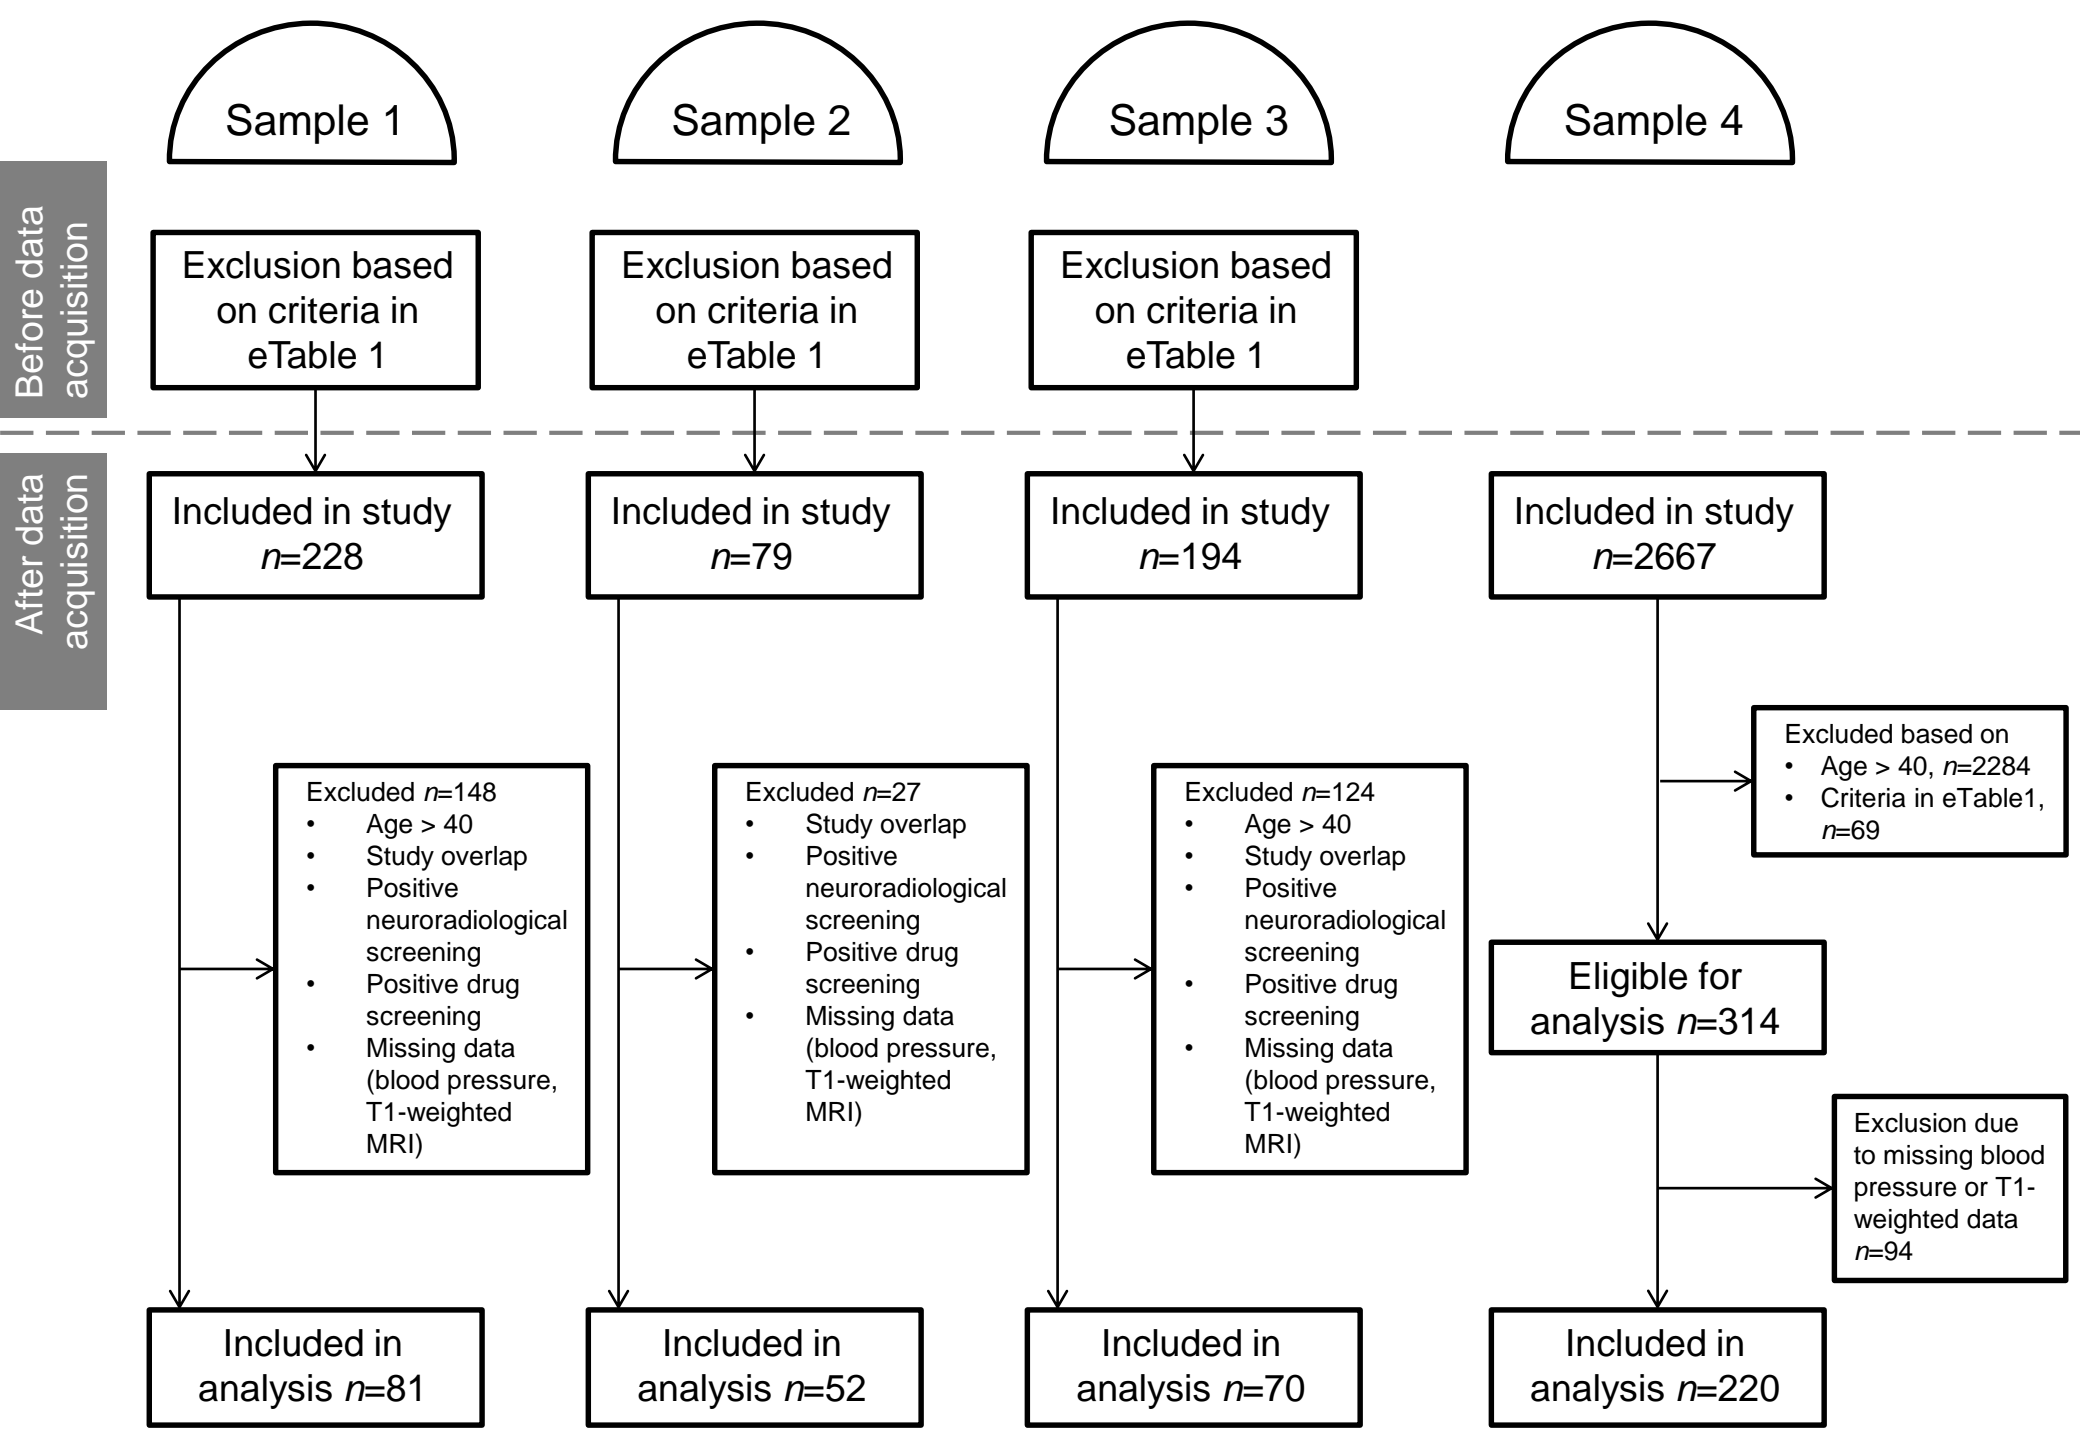 Sample 1
Sample 2
Sample 3
Sample 4
Before data
acquisition
Exclusion based
on criteria in
eTable 1
Exclusion based
on criteria in
eTable 1
Exclusion based
on criteria in
eTable 1
After data
acquisition
Included in study
n=228
Included in study
n=79
Included in study
n=194
Included in study
n=2667
Excluded n=148
• Age > 40
• Study overlap
• Positive
neuroradiological
screening
• Positive drug
screening
• Missing data
(blood pressure,
T1-weighted
MRI)
Excluded n=27
• Study overlap
• Positive
neuroradiological
screening
• Positive drug
screening
• Missing data
(blood pressure,
T1-weighted
MRI)
Excluded n=124
• Age > 40
• Study overlap
• Positive
neuroradiological
screening
• Positive drug
screening
• Missing data
(blood pressure,
T1-weighted
MRI)
Excluded based on
• Age > 40, n=2284
• Criteria in eTable1,
n=69
Eligible for
analysis n=314
Exclusion due
to missing blood
pressure or T1-
weighted data
n=94
Included in
analysis n=81
Included in
analysis n=52
Included in
analysis n=70
Included in
analysis n=220